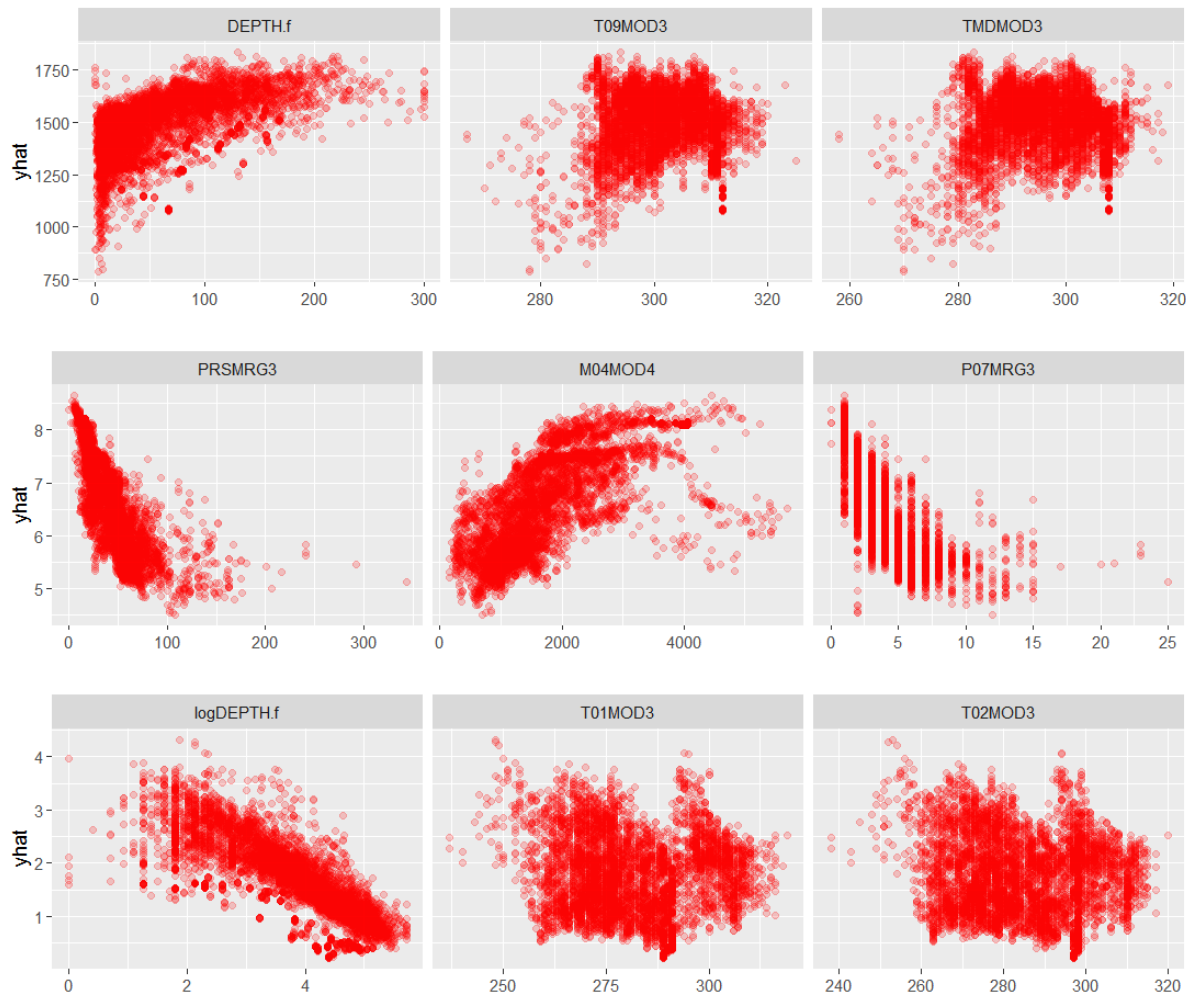 DEPTH.f T09MOD3 TMDMOD3
1750
1500
1250
1000
750
yhat
0 100 200 300 280 300 320 260 280 300 320
PRSMRG3 M04MOD4 P07MRG3
8
7
6
5
yhat
0 100 200 300 0 2000 4000 0 5 10 15 20 25
logDEPTH.f T01MOD3 T02MOD3
4
3
2
1
yhat
0 2 4 250 275 300 240 260 280 300 320